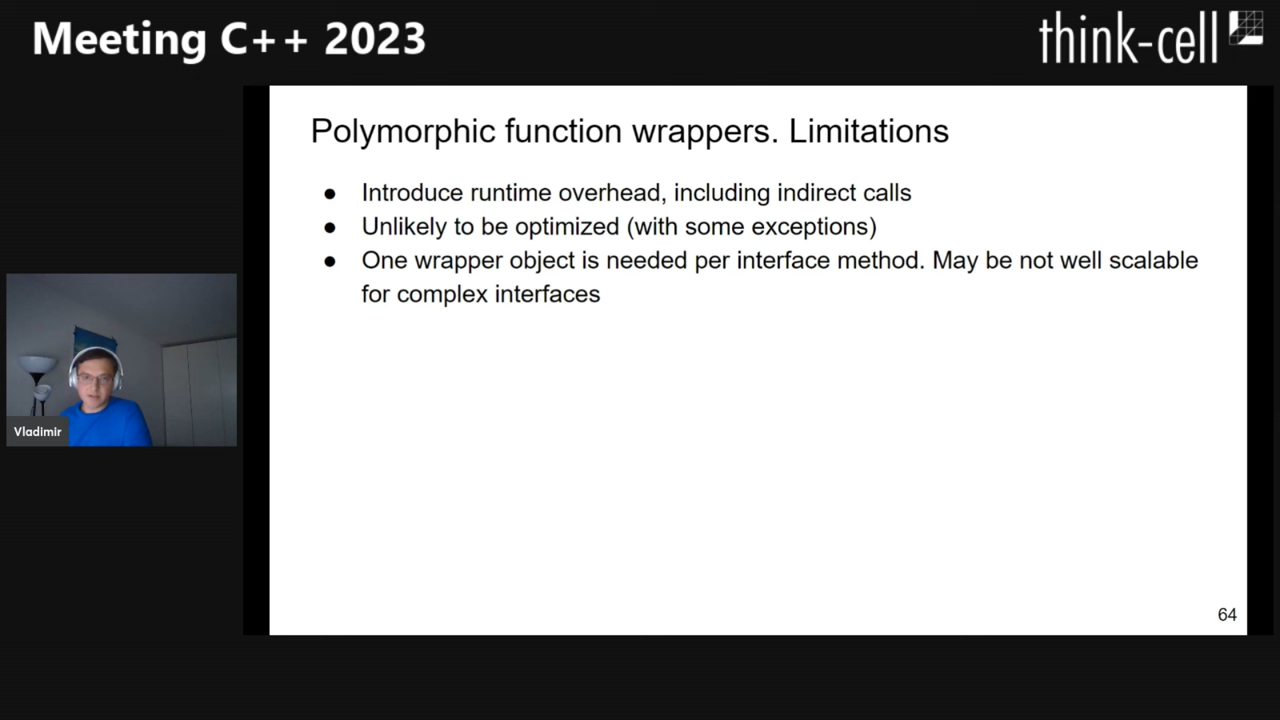 Meeting C++ 2023
think-cell
Polymorphic function wrappers. Limitations
● Introduce runtime overhead, including indirect calls
● Unlikely to be optimized (with some exceptions)
● One wrapper object is needed per interface method. May be not well scalable
for complex interfaces
Vladimir
64